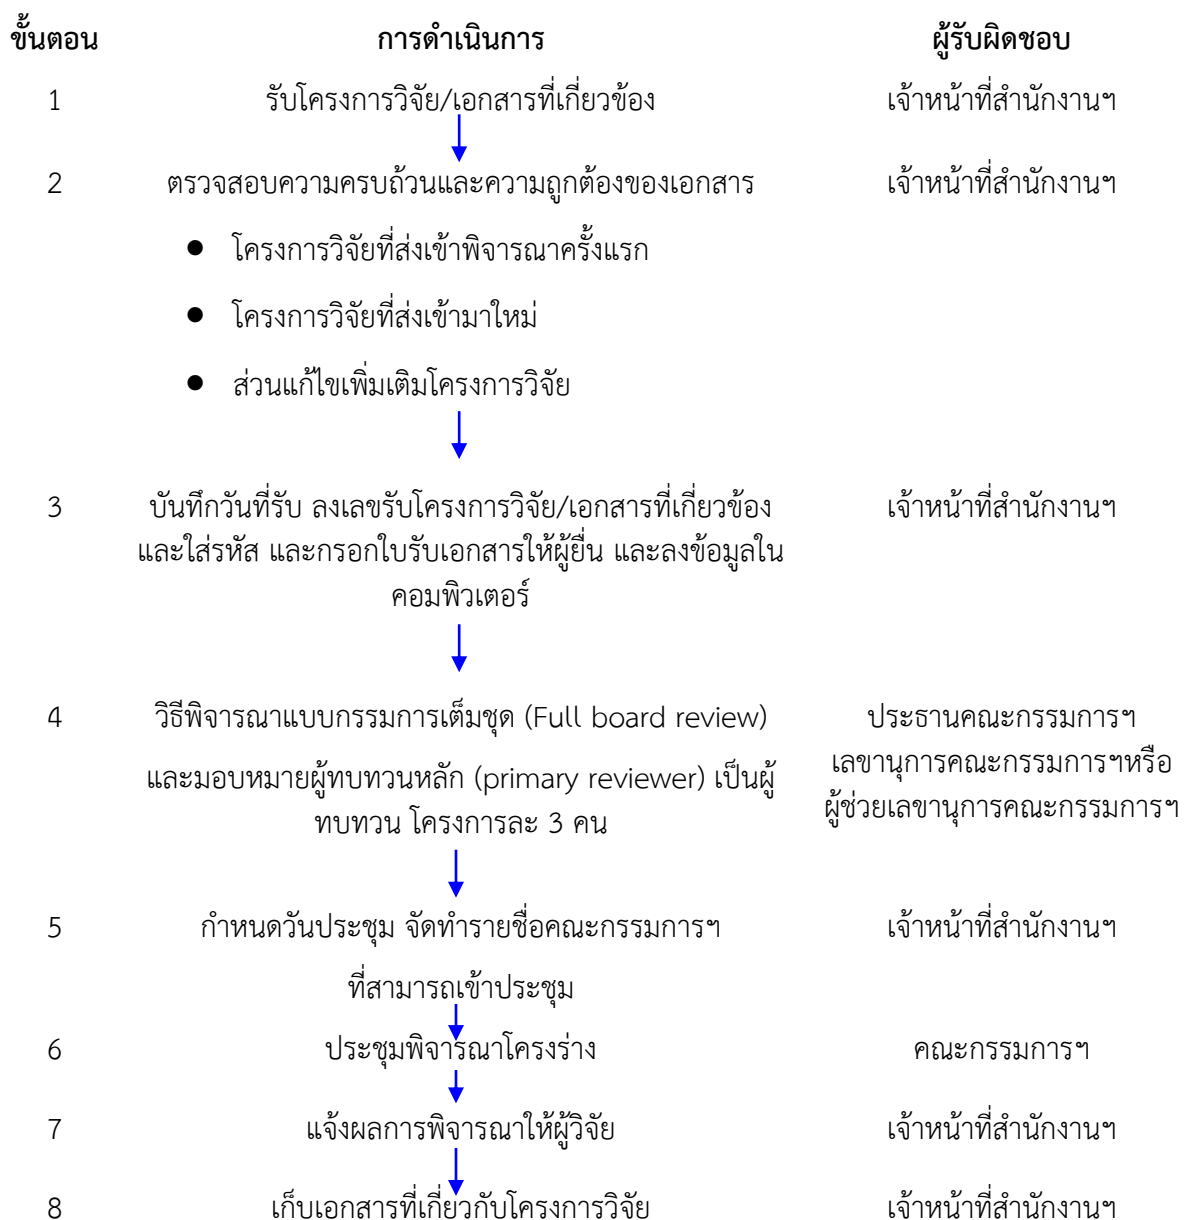 ขั้นตอน การดำเนินการ ผู้รับผิดชอบ
1 รับโครงการวิจัย/เอกสารที่เกี่ยวข้อง เจ้าหน้าที่สำนักงานฯ
2 ตรวจสอบความครบถ้วนและความถูกต้องของเอกสาร เจ้าหน้าที่สำนักงานฯ
● โครงการวิจัยที่ส่งเข้าพิจารณาครั้งแรก
● โครงการวิจัยที่ส่งเข้ามาใหม่
● ส่วนแก้ไขเพิ่มเติมโครงการวิจัย
3 บันทึกวันที่รับ ลงเลขรับโครงการวิจัย/เอกสารที่เกี่ยวข้อง เจ้าหน้าที่สำนักงานฯ
และใส่รหัส และกรอกใบรับเอกสารให้ผู้ยื่น และลงข้อมูลใน
คอมพิวเตอร์
4 วิธีพิจารณาแบบกรรมการเต็มชุด (Full board review) ประธานคณะกรรมการฯ
และมอบหมายผู้ทบทวนหลัก (primary reviewer) เป็นผู้ เลขานุการคณะกรรมการฯหรือ
ทบทวน โครงการละ 3 คน ผู้ช่วยเลขานุการคณะกรรมการฯ
5 กำหนดวันประชุม จัดทำรายชื่อคณะกรรมการฯ เจ้าหน้าที่สำนักงานฯ
ที่สามารถเข้าประชุม
6 ประชุมพิจารณาโครงร่าง คณะกรรมการฯ
7 แจ้งผลการพิจารณาให้ผู้วิจัย เจ้าหน้าที่สำนักงานฯ
8 เก็บเอกสารที่เกี่ยวกับโครงการวิจัย เจ้าหน้าที่สำนักงานฯ